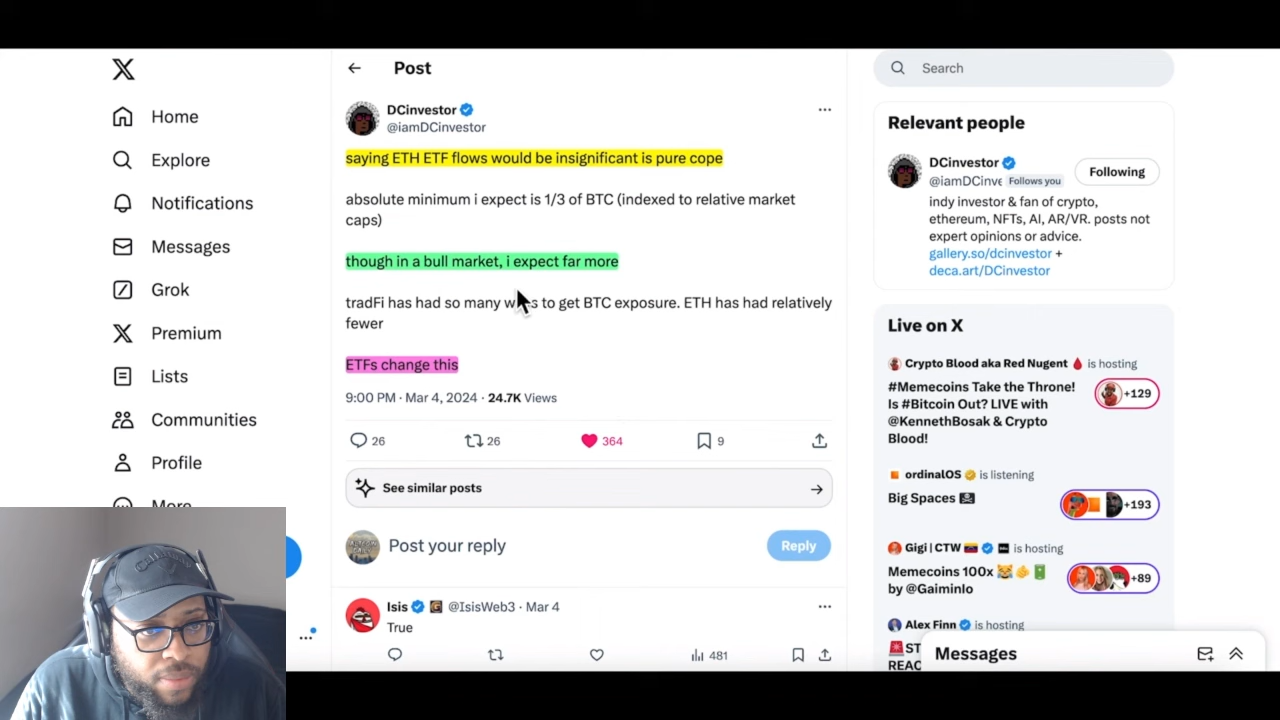 Home
Explore
Notifications
Messages
Grok
Premium
Lists
Communities
Profile
More
Post
DCinvestor
@iamDCinvestor
saying ETH ETF flows would be insignificant is pure cope
absolute minimum i expect is 1/3 of BTC (indexed to relative market
caps)
though in a bull market, i expect far more
tradFi has had so many to get BTC exposure. ETH has had relatively
fewer
ETFs change this
9:00 PM · Mar 4, 2024 · 24.7K Views
26 26 364 9
See similar posts
Post your reply
Reply
Isis @IsisWeb3 · Mar 4
True
481
Search
Relevant people
DCinvestor
@iamDCinve Follows you
Following
indy investor & fan of crypto,
ethereum, NFTs, AI, AR/VR. posts not
expert opinions or advice.
gallery.so/dcinvestor +
deca.art/DCinvestor
Live on X
Crypto Blood aka Red Nugent is hosting
#Memecoins Take the Throne!
Is #Bitcoin Out? LIVE with
@KennethBosak & Crypto
Blood!
+129
ordinalOS is listening
Big Spaces
+193
Gigi | CTW is hosting
Memecoins 100x
by @GaiminIo
+89
Alex Finn is hosting
Messages